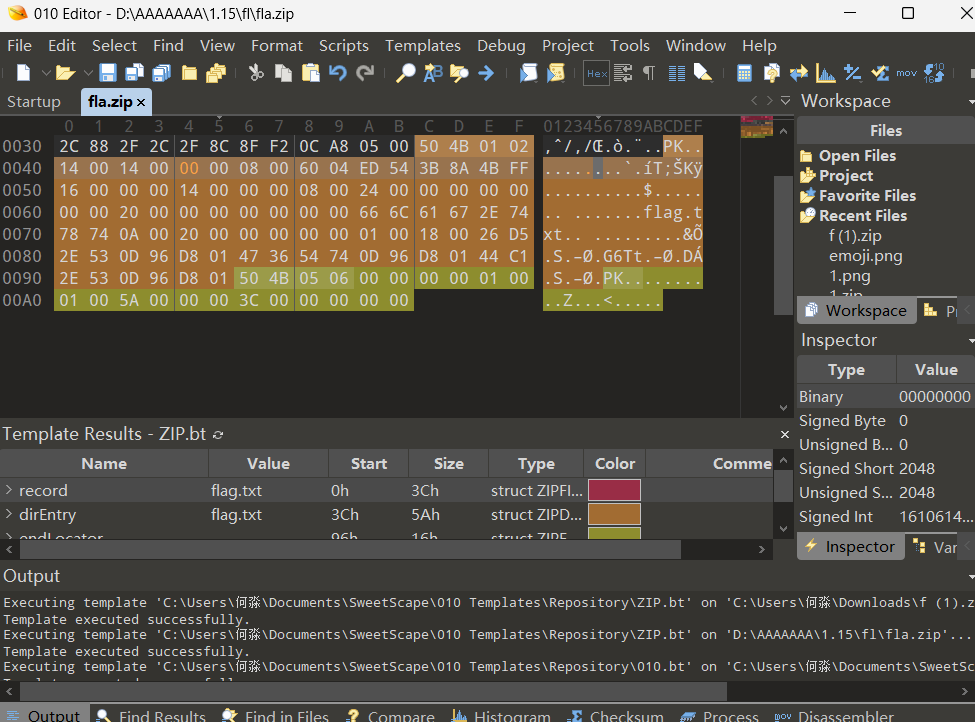 010 Editor - D:\AAAAAAA\1.15\fl\fla.zip
File Edit Select Find View Format Scripts Templates Debug Project Tools Window Help
Hex
Startup fla.zip × Workspace
0 1 2 3 4 5 6 7 8 9 A B C D E F 0123456789ABCDEF
0030 2C 88 2F 2C 2F 8C 8F F2 0C A8 05 00 50 4B 01 02 ,ˆ/,/Œ.ò.¨..PK..
0040 14 00 14 00 00 00 08 00 60 04 ED 54 3B 8A 4B FF ........`.íT;ŠKÿ
0050 16 00 00 00 14 00 00 00 08 00 24 00 00 00 00 00 ..........$.....
0060 00 00 20 00 00 00 00 00 00 00 66 6C 61 67 2E 74 .. .......flag.t
0070 78 74 0A 00 20 00 00 00 00 00 01 00 18 00 26 D5 xt.. .........&Õ
0080 2E 53 0D 96 D8 01 47 36 54 74 0D 96 D8 01 44 C1 .S.–Ø.G6Tt.–Ø.DÁ
0090 2E 53 0D 96 D8 01 50 4B 05 06 00 00 00 00 01 00 .S.–Ø.PK........
00A0 01 00 5A 00 00 00 3C 00 00 00 00 00 ..Z...<.....
Files
Open Files
Project
Favorite Files
Recent Files
f (1).zip
emoji.png
1.png
1.zip
Workspace
Inspector
Type Value
Binary 00000000
Signed Byte 0
Unsigned B... 0
Signed Short 2048
Unsigned S... 2048
Signed Int 1610614...
Inspector
Template Results - ZIP.bt
Name Value Start Size Type Color Comme
record flag.txt 0h 3Ch struct ZIPFI...
dirEntry flag.txt 3Ch 5Ah struct ZIPD...
endLocator 96h 16h struct ZIPE
Output
Executing template 'C:\Users\何淼\Documents\SweetScape\010 Templates\Repository\ZIP.bt' on 'C:\Users\何淼\Downloads\f (1).z
Template executed successfully.
Executing template 'C:\Users\何淼\Documents\SweetScape\010 Templates\Repository\ZIP.bt' on 'D:\AAAAAAA\1.15\fl\fla.zip'...
Template executed successfully.
Executing template 'C:\Users\何淼\Documents\SweetScape\010 Templates\Repository\010.bt' on 'C:\Users\何淼\Documents\SweetSc
Output Find Results Find in Files Compare Histogram Checksum Process Disassembler